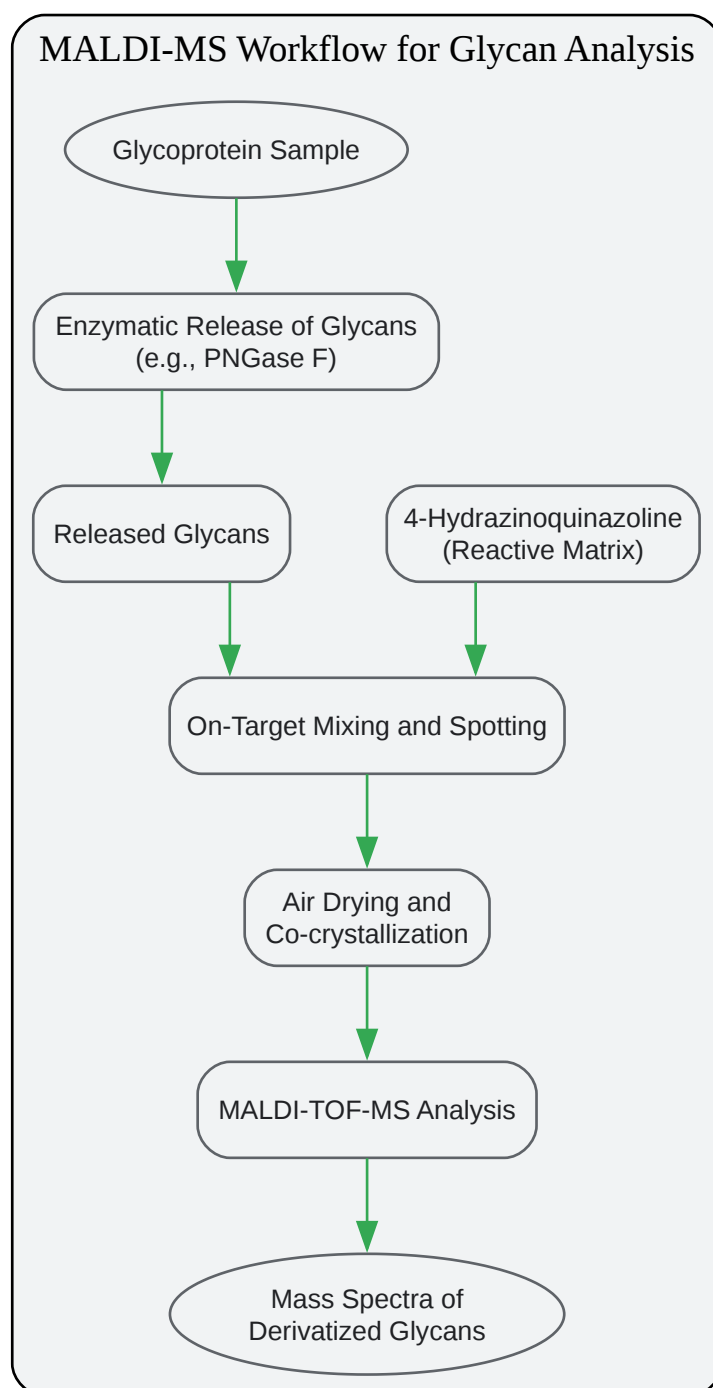 MALDI-MS Workflow for Glycan Analysis
Glycoprotein Sample
Enzymatic Release of Glycans
(e.g., PNGase F)
Released Glycans
4-Hydrazinoquinazoline
(Reactive Matrix)
On-Target Mixing and Spotting
Air Drying and
Co-crystallization
MALDI-TOF-MS Analysis
Mass Spectra of
Derivatized Glycans